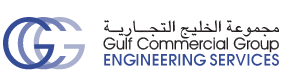 مجموعة الخليج التجارية
Gulf Commercial Group
ENGINEERING SERVICES